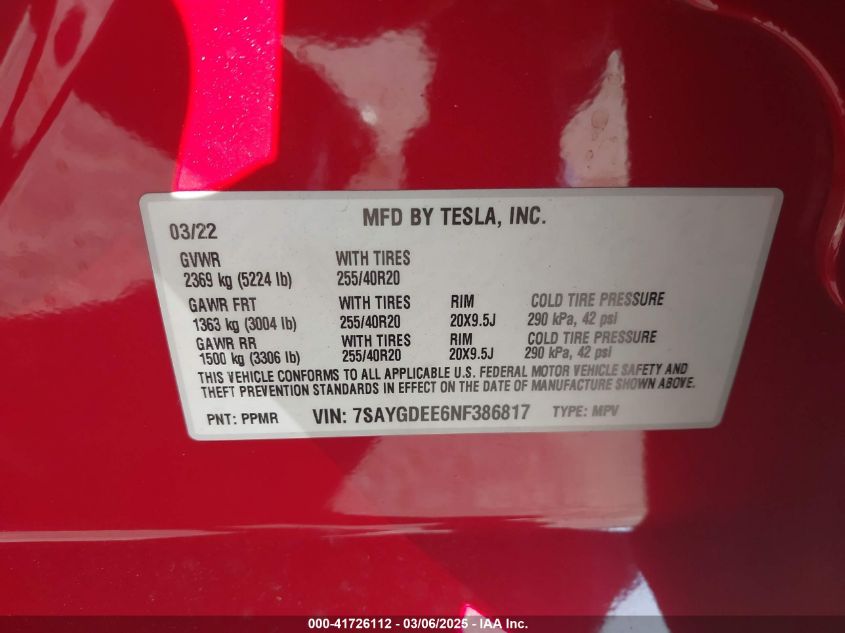 MFD BY TESLA, INC.
03/22
GVWR WITH TIRES
2369 kg (5224 lb) 255/40R20
GAWR FRT WITH TIRES RIM COLD TIRE PRESSURE
1363 kg (3004 lb) 255/40R20 20X9.5J 290 kPa, 42 psi
GAWR RR WITH TIRES RIM COLD TIRE PRESSURE
1500 kg (3306 lb) 255/40R20 20X9.5J 290 kPa, 42 psi
THIS VEHICLE CONFORMS TO ALL APPLICABLE U.S. FEDERAL MOTOR VEHICLE SAFETY AND
THEFT PREVENTION STANDARDS IN EFFECT ON THE DATE OF MANUFACTURE SHOWN ABOVE.
PNT: PPMR VIN: 7SAYGDEE6NF386817 TYPE: MPV
000-41726112 — 03/06/2025 — IAA Inc.